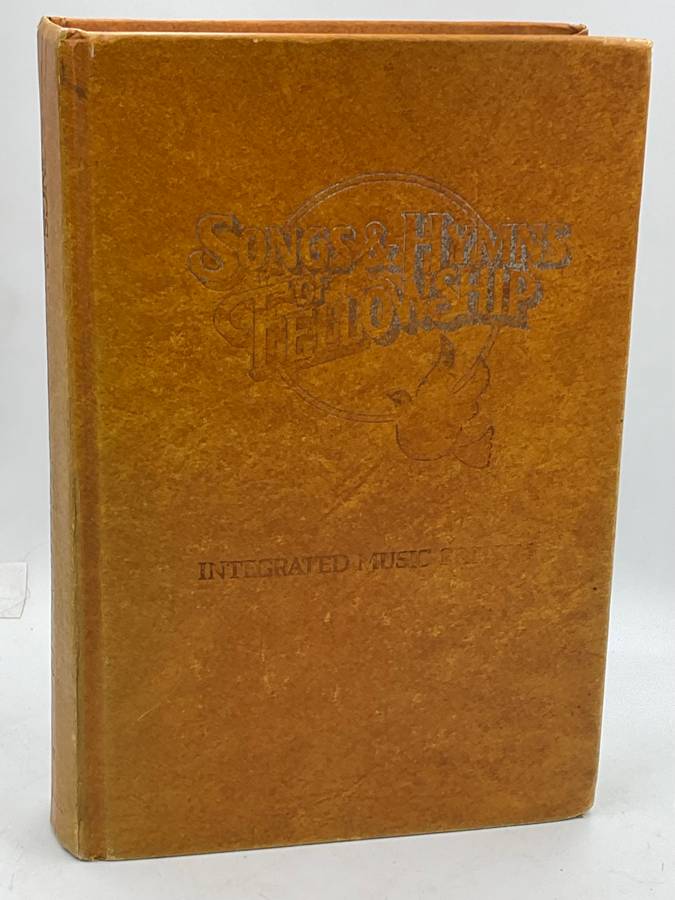 SONGS & HYMNS
OF
FELLOWSHIP
INTEGRATED MUSIC